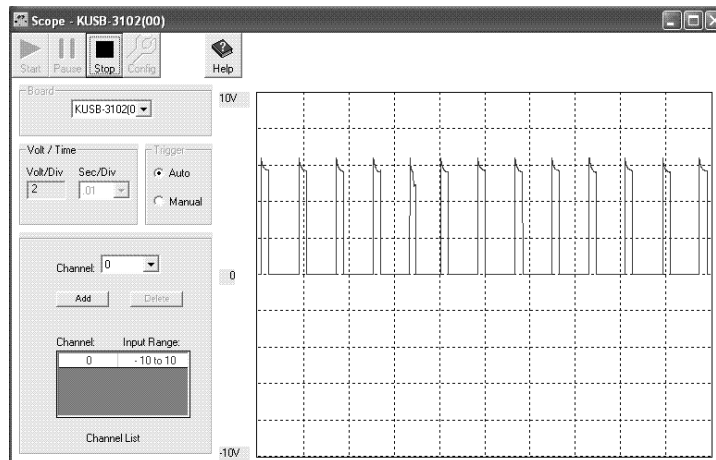 Scope - KUSB-3102(00)
Start Pause Stop Config Help
Board
KUSB-3102(0
Volt / Time
Volt/Div Sec/Div
2 .01
Trigger
Auto
Manual
Channel: 0
Add Delete
Channel: Input Range:
0 - 10 to 10
Channel List
10V
0
-10V